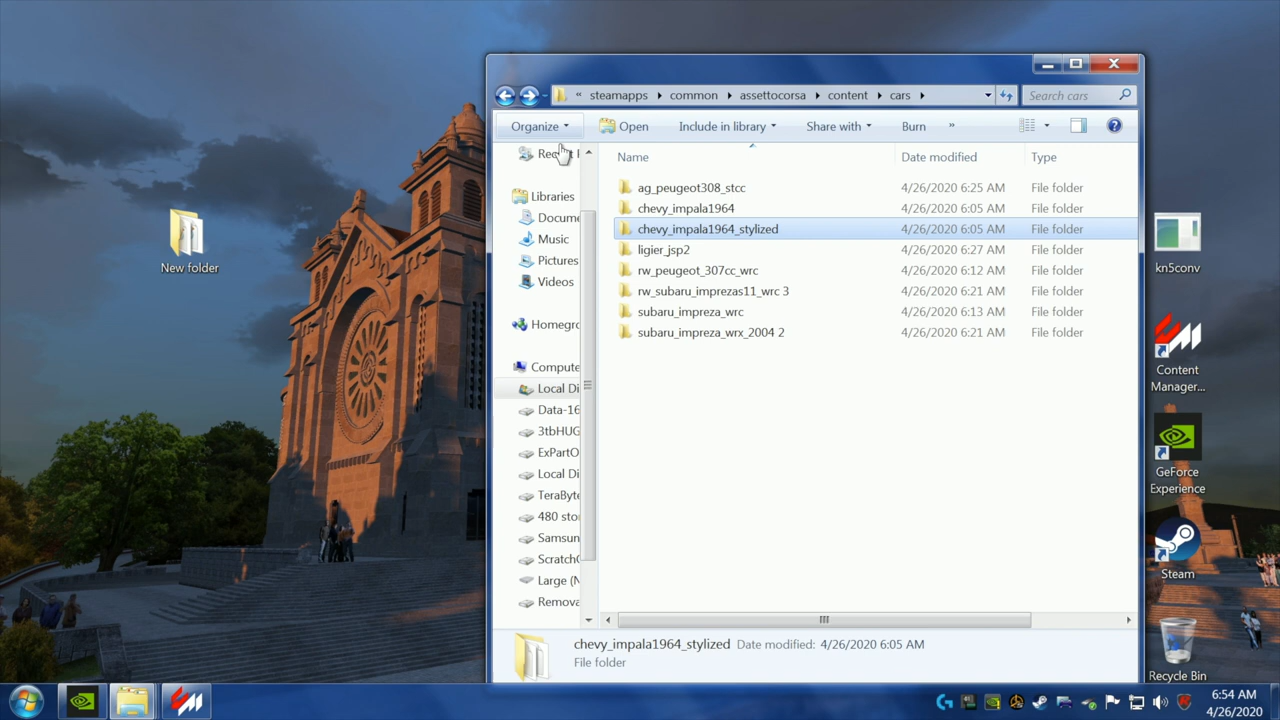 New folder
« steamapps ▸ common ▸ assettocorsa ▸ content ▸ cars ▸
Search cars
Organize
Open
Include in library
Share with
Burn
»
Name
Date modified
Type
Libraries
Docume
Music
Pictures
Videos
Homegro
Compute
Local Di
Data-16
3tbHUG
ExPartO
Local Di
TeraByte
480 stor
Samsun
Large (N
Remova
ag_peugeot308_stcc 4/26/2020 6:25 AM File folder
chevy_impala1964 4/26/2020 6:05 AM File folder
chevy_impala1964_stylized 4/26/2020 6:05 AM File folder
ligier_jsp2 4/26/2020 6:27 AM File folder
rw_peugeot_307cc_wrc 4/26/2020 6:12 AM File folder
rw_subaru_imprezas11_wrc 3 4/26/2020 6:21 AM File folder
subaru_impreza_wrc 4/26/2020 6:13 AM File folder
subaru_impreza_wrx_2004 2 4/26/2020 6:21 AM File folder
chevy_impala1964_stylized Date modified: 4/26/2020 6:05 AM
File folder
kn5conv
Content
Manager...
GeForce
Experience
Steam
Recycle Bin
6:54 AM
4/26/2020